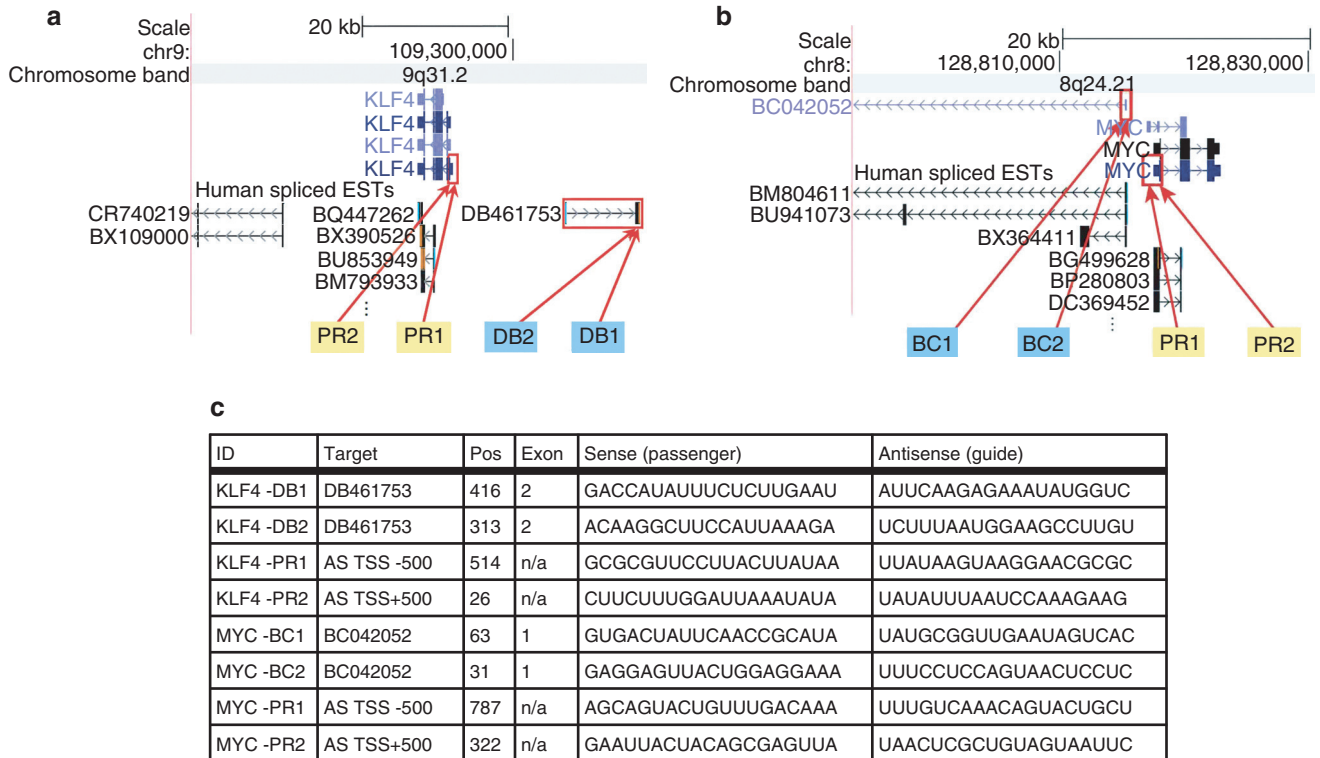 a
Scale
20 kb
chr9:
109,300,000
Chromosome band
9q31.2
KLF4
KLF4
KLF4
KLF4
Human spliced ESTs
CR740219
BQ447262
DB461753
BX109000
BX390526
BU853949
BM793933
PR2
PR1
DB2
DB1
b
Scale
20 kb
chr8:
128,810,000
128,830,000
Chromosome band
8q24.21
BC042052
MYC
MYC
MYC
Human spliced ESTs
BM804611
BU941073
BX364411
BG499628
BP280803
DC369452
BC1
BC2
PR1
PR2
c
ID Target Pos Exon Sense (passenger) Antisense (guide)
KLF4 -DB1 DB461753 416 2 GACCAUAUUUCUCUUGAAU AUUCAAGAGAAAUAUGGUC
KLF4 -DB2 DB461753 313 2 ACAAGGCUUCCAUUAAAGA UCUUUAAUGGAAGCCUUGU
KLF4 -PR1 AS TSS -500 514 n/a GCGCGUUCCUUACUUAUAA UUAUAAGUAAGGAACGCGC
KLF4 -PR2 AS TSS+500 26 n/a CUUCUUUGGAUUAAAUAUA UAUAUUUAAUCCAAAGAAG
MYC -BC1 BC042052 63 1 GUGACUAUUCAACCGCAUA UAUGCGGUUGAAUAGUCAC
MYC -BC2 BC042052 31 1 GAGGAGUUACUGGAGGAAA UUUCCUCCAGUAACUCCUC
MYC -PR1 AS TSS -500 787 n/a AGCAGUACUGUUUGACAAA UUUGUCAAACAGUACUGCU
MYC -PR2 AS TSS+500 322 n/a GAAUUACUACAGCGAGUUA UAACUCGCUGUAGUAAUUC